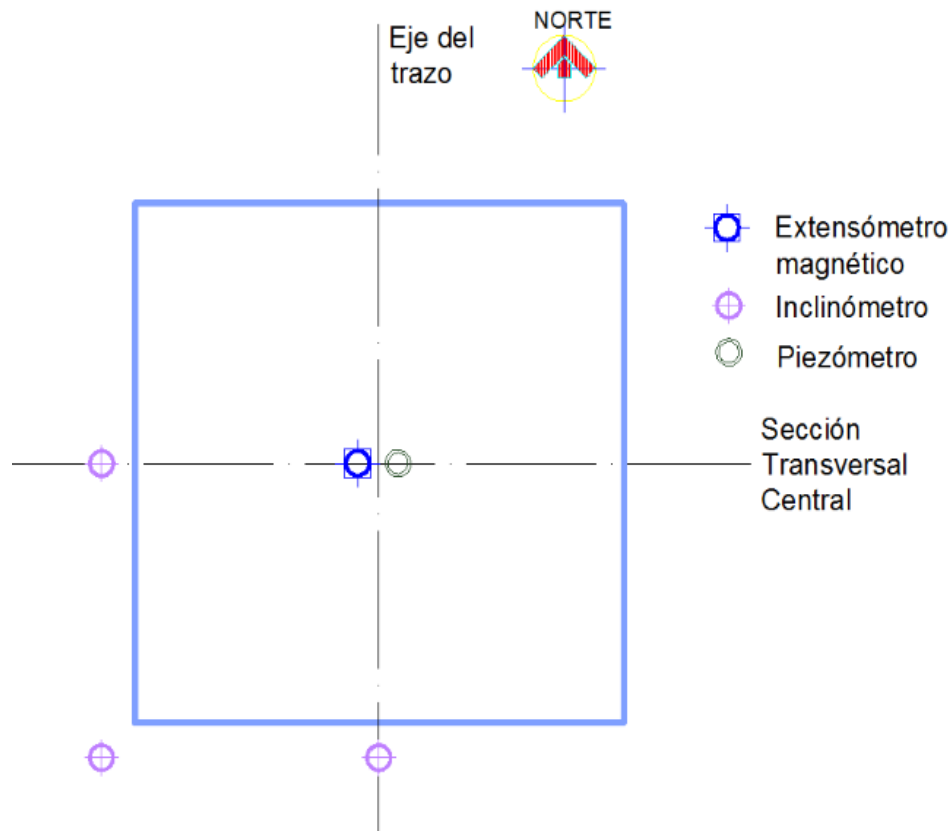 NORTE
Eje del
trazo
Extensómetro
magnético
Inclinómetro
Piezómetro
Sección
Transversal
Central